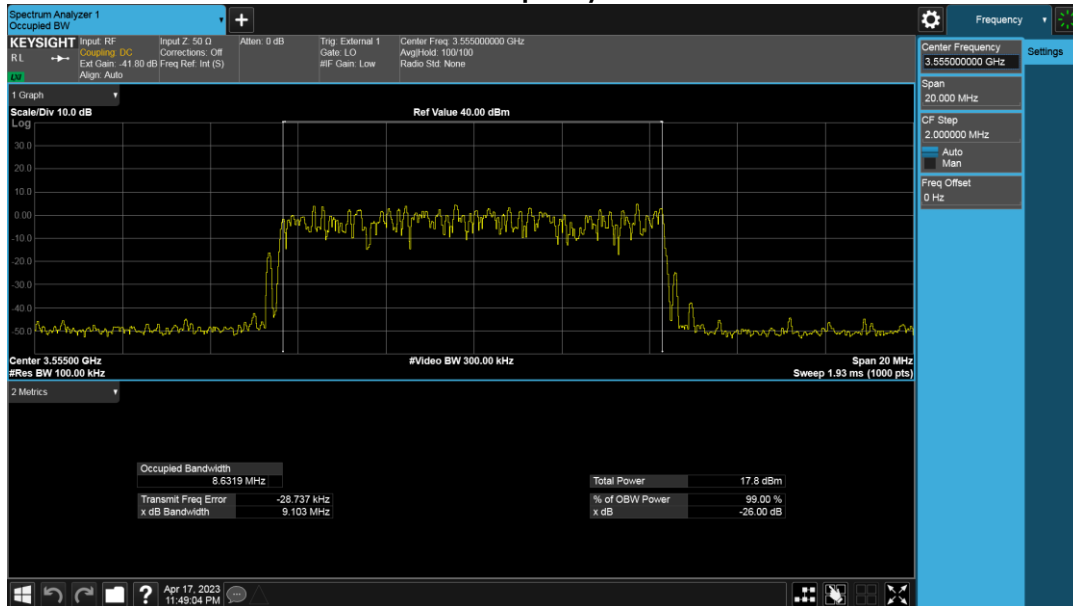 Spectrum Analyzer 1
Occupied BW
+
Frequency
KEYSIGHT
RL
LXI
Input: RF
Coupling: DC
Ext Gain: -41.80 dB
Align: Auto
Input Z: 50 Ω
Corrections: Off
Freq Ref: Int (S)
Atten: 0 dB
Trig: External 1
Gate: LO
#IF Gain: Low
Center Freq: 3.555000000 GHz
Avg|Hold: 100/100
Radio Std: None
Center Frequency
3.555000000 GHz
Settings
Span
20.000 MHz
CF Step
2.000000 MHz
Auto
Man
Freq Offset
0 Hz
1 Graph
Scale/Div 10.0 dB
Ref Value 40.00 dBm
Log
30.0
20.0
10.0
0.00
-10.0
-20.0
-30.0
-40.0
-50.0
Center 3.55500 GHz
#Video BW 300.00 kHz
Span 20 MHz
#Res BW 100.00 kHz
Sweep 1.93 ms (1000 pts)
2 Metrics
Occupied Bandwidth
8.6319 MHz
Total Power 17.8 dBm
Transmit Freq Error -28.737 kHz
% of OBW Power 99.00 %
x dB Bandwidth 9.103 MHz
x dB -26.00 dB
?
Apr 17, 2023
11:49:04 PM